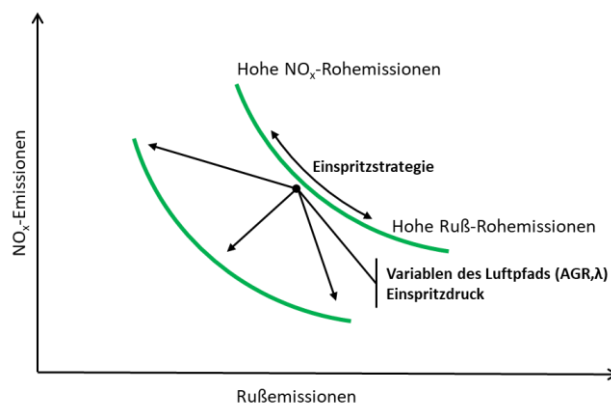 Hohe NOx-Rohemissionen
Einspritzstrategie
Hohe Ruß-Rohemissionen
Variablen des Luftpfads (AGR,λ)
Einspritzdruck
NOx-Emissionen
Rußemissionen